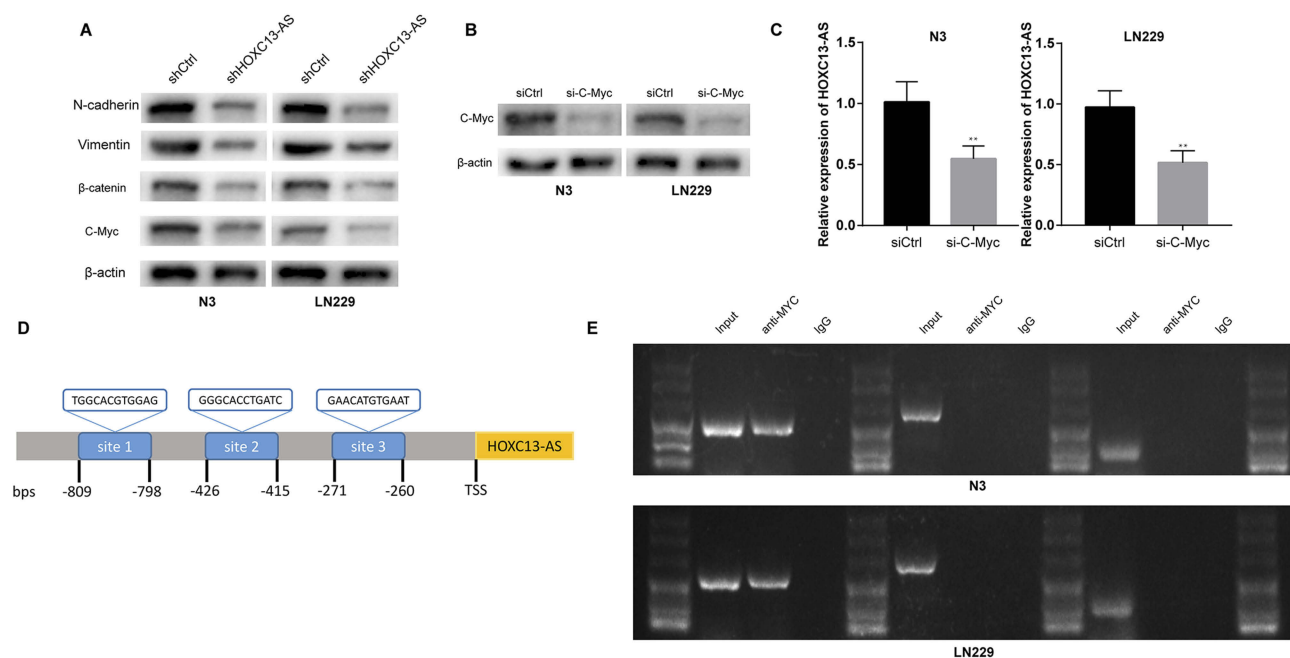 A
shCtrl
shHOXC13-AS
shCtrl
shHOXC13-AS
N-cadherin
Vimentin
β-catenin
C-Myc
β-actin
N3
LN229
B
siCtrl
si-C-Myc
siCtrl
si-C-Myc
C-Myc
β-actin
N3
LN229
C
N3
Relative expression of HOXC13-AS
1.5
1.0
0.5
0.0
**
siCtrl
si-C-Myc
LN229
Relative expression of HOXC13-AS
1.5
1.0
0.5
0.0
**
siCtrl
si-C-Myc
D
TGGCACGTGGAG
GGGCACCTGATC
GAACATGTGAAT
site 1
site 2
site 3
HOXC13-AS
bps
-809
-798
-426
-415
-271
-260
TSS
E
Input
anti-MYC
IgG
Input
anti-MYC
IgG
Input
anti-MYC
IgG
N3
LN229